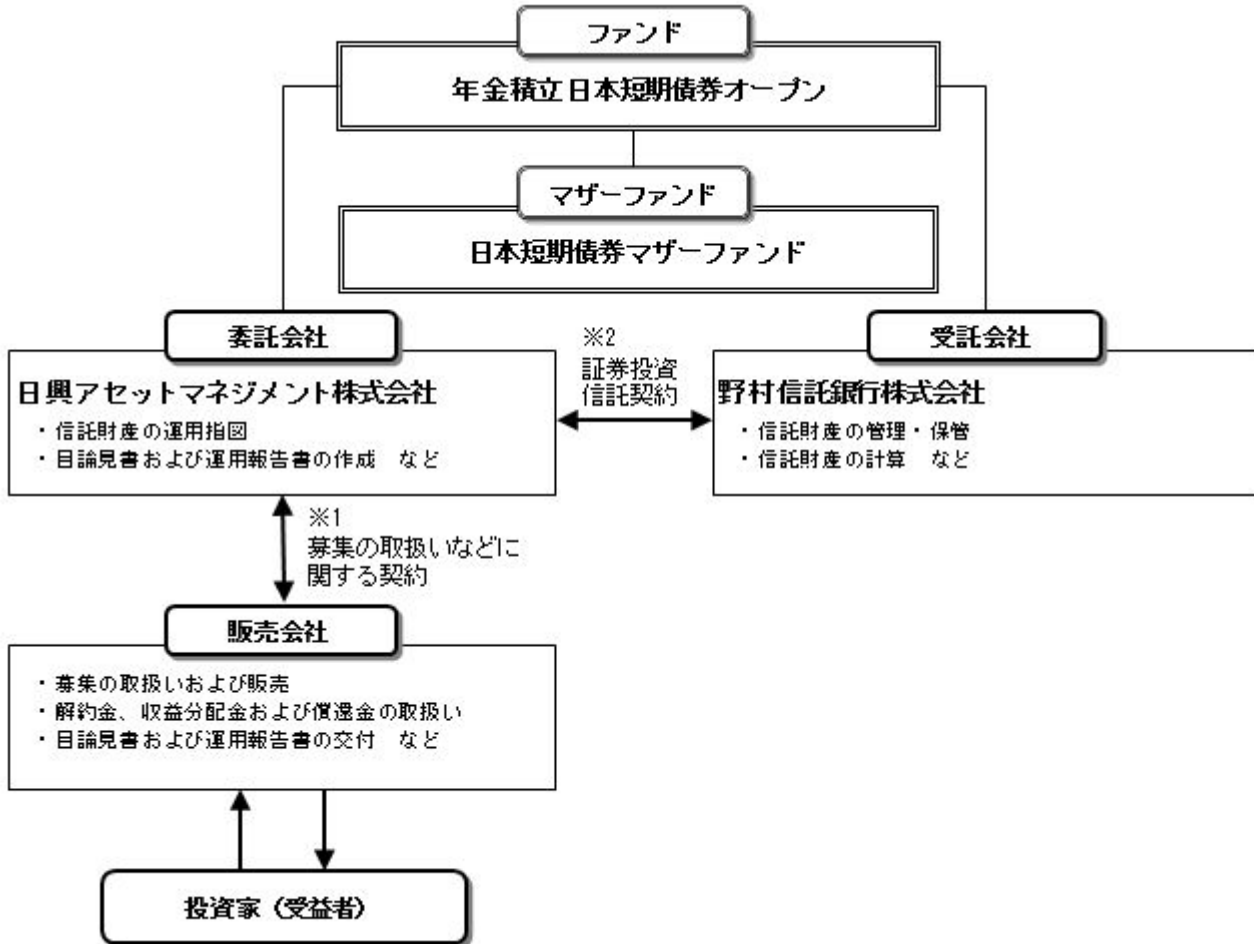 ファンド
年金積立日本短期債券オープン
マザーファンド
日本短期債券マザーファンド
委託会社
日興アセットマネジメント株式会社
・信託財産の運用指図
・目論見書および運用報告書の作成　など
※2
証券投資
信託契約
受託会社
野村信託銀行株式会社
・信託財産の管理・保管
・信託財産の計算　など
※1
募集の取扱いなどに
関する契約
販売会社
・募集の取扱いおよび販売
・解約金、収益分配金および償還金の取扱い
・目論見書および運用報告書の交付　など
投資家（受益者）